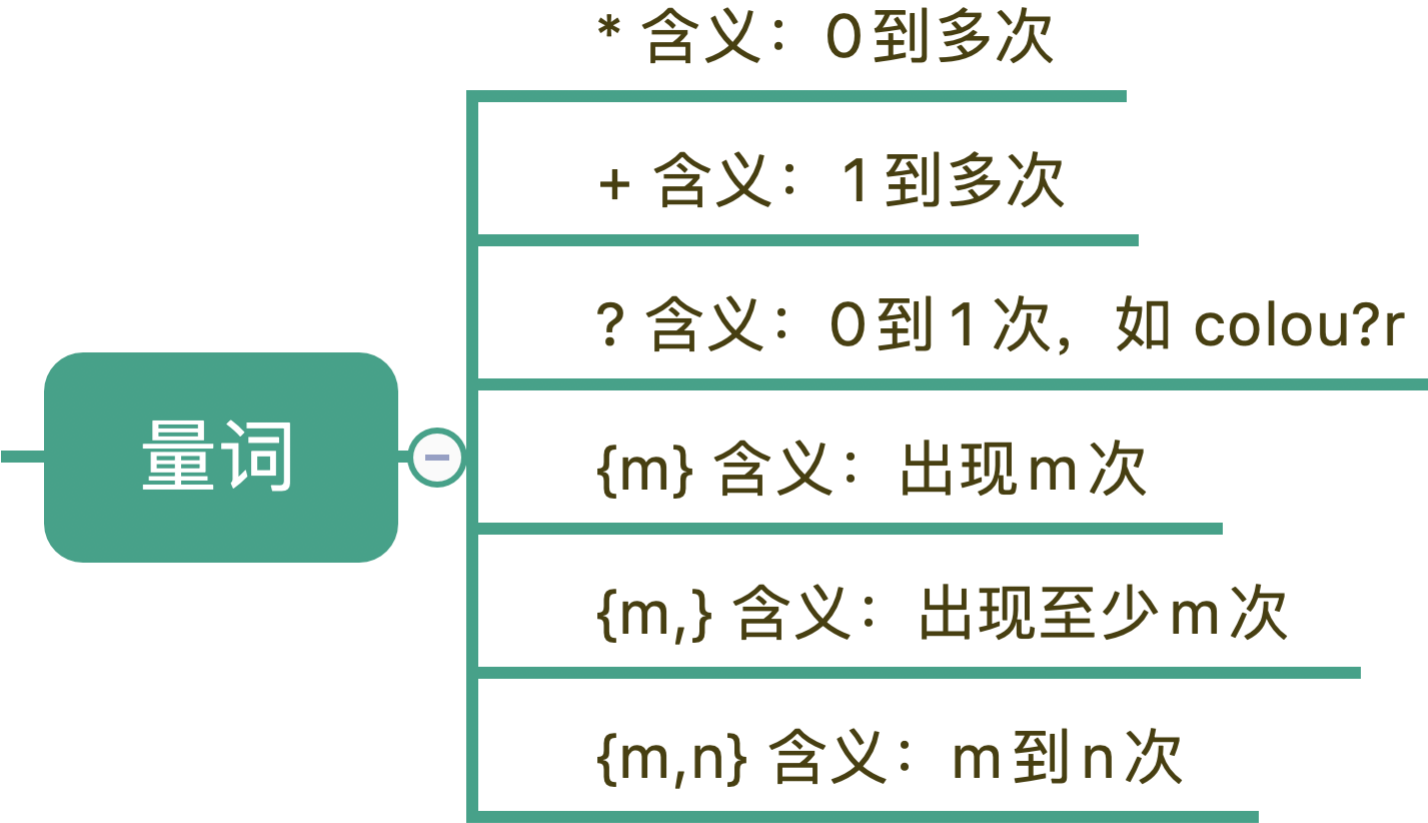 * 含义：0到多次
+ 含义：1到多次
? 含义：0到1次，如 colou?r
量词
{m} 含义：出现m次
{m,} 含义：出现至少m次
{m,n} 含义：m到n次